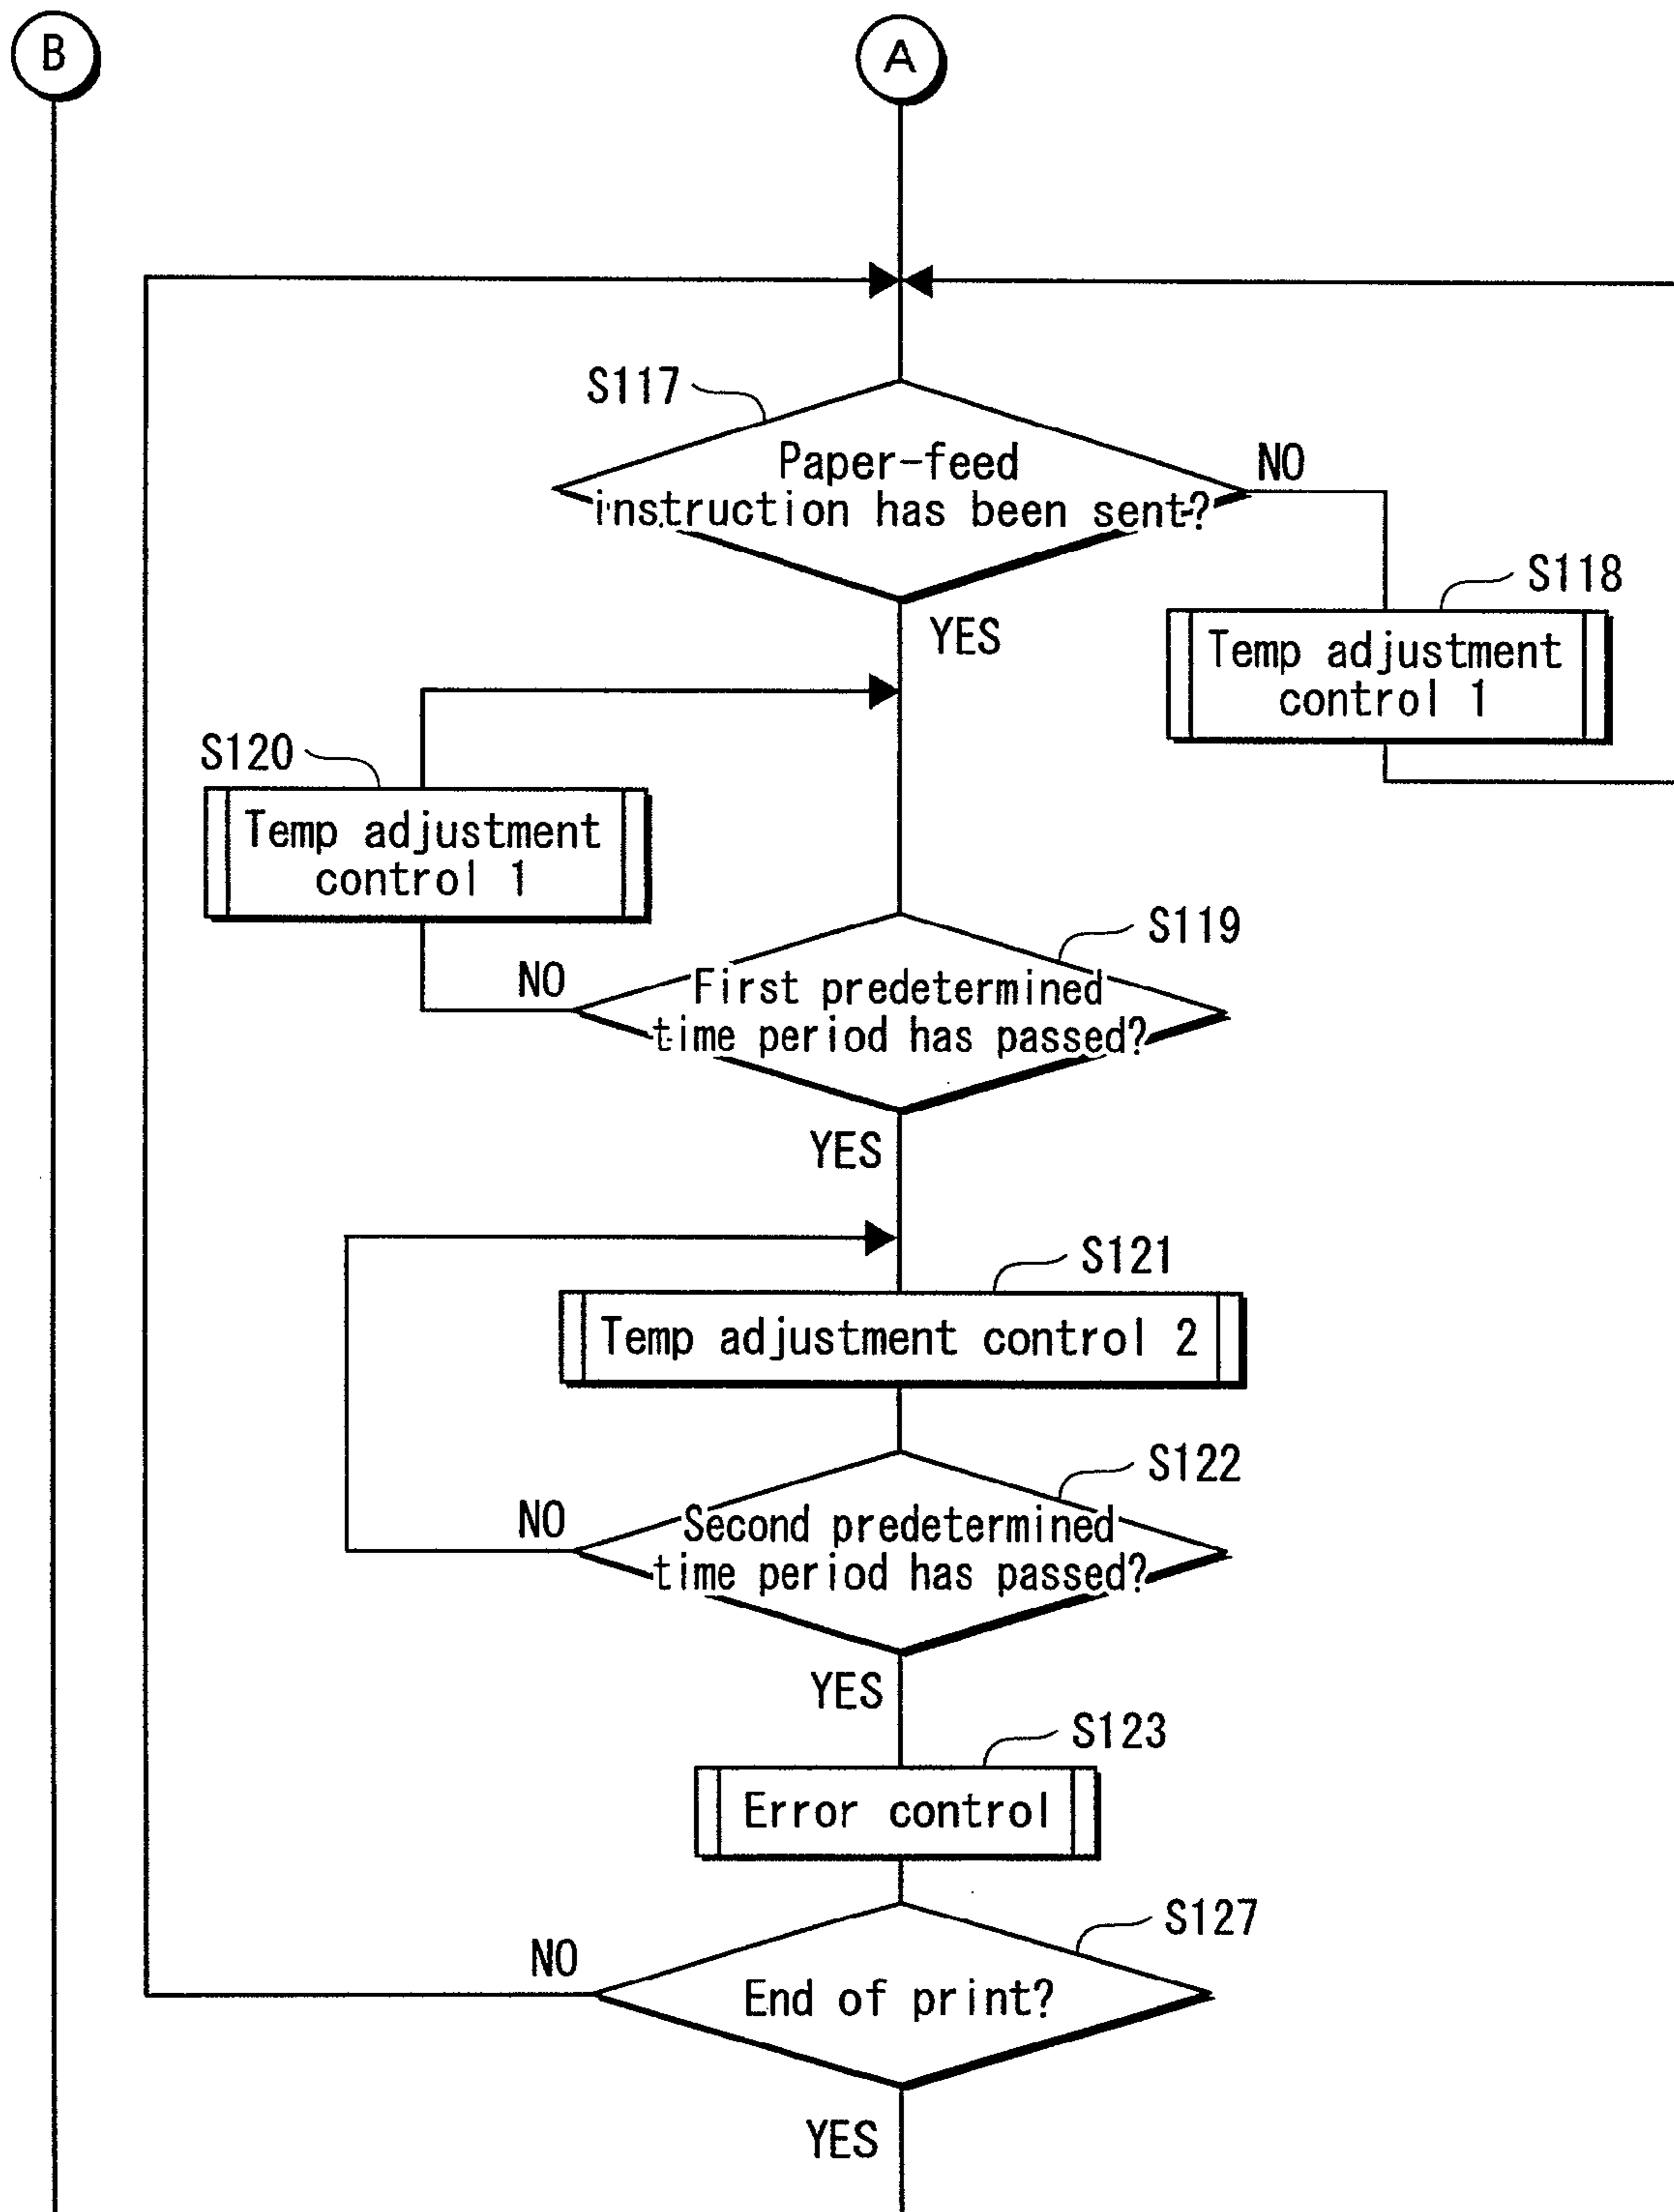 B
A
S117
Paper-feed
instruction has been sent?
NO
YES
S118
Temp adjustment
control 1
S120
Temp adjustment
control 1
S119
NO
First predetermined
time period has passed?
YES
S121
Temp adjustment control 2
S122
NO
Second predetermined
time period has passed?
YES
S123
Error control
S127
NO
End of print?
YES